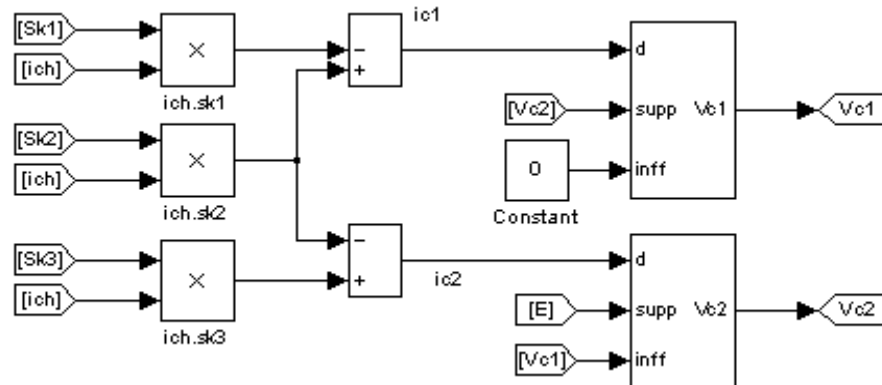 ic1
[Sk1]
[ich]
×
−
+
ich.sk1
d
[Vc2]
supp
Vc1
Vc1
inff
0
Constant
[Sk2]
[ich]
×
ich.sk2
−
+
ic2
[Sk3]
[ich]
×
ich.sk3
d
[E]
supp
Vc2
Vc2
[Vc1]
inff